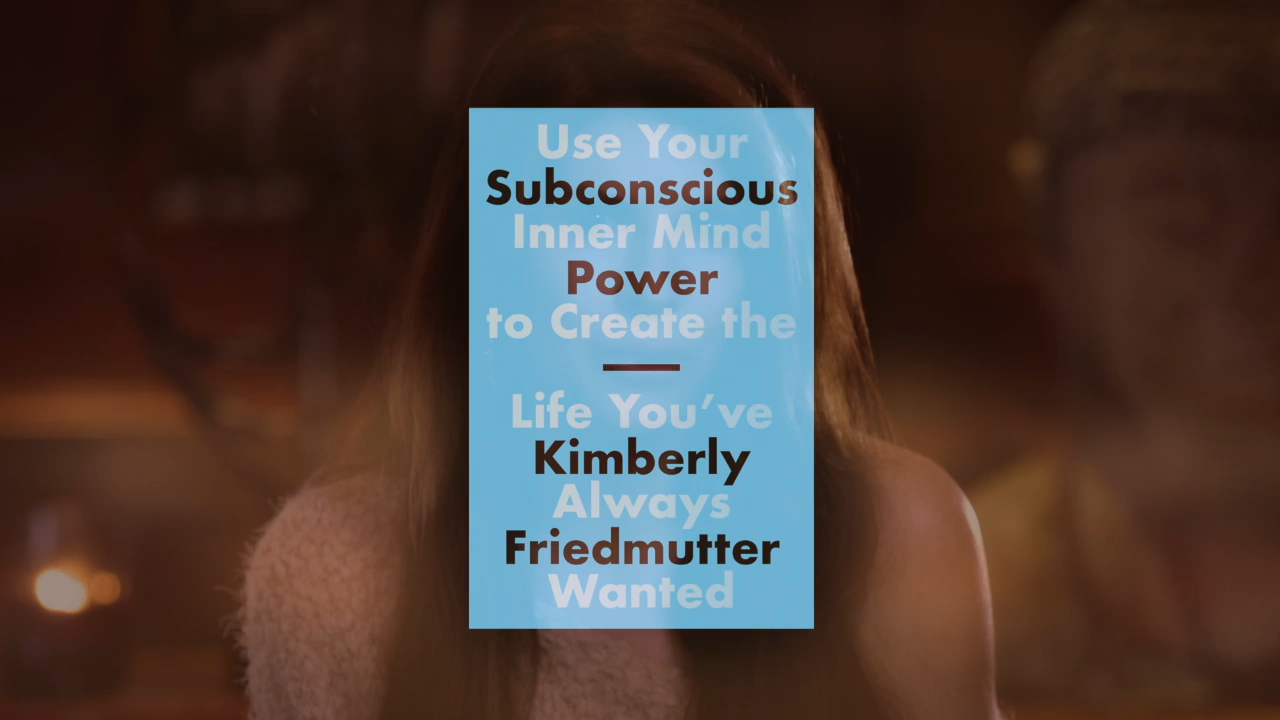 Use Your
Subconscious
Inner Mind
Power
to Create the
Life You’ve
Kimberly
Always
Friedmutter
Wanted